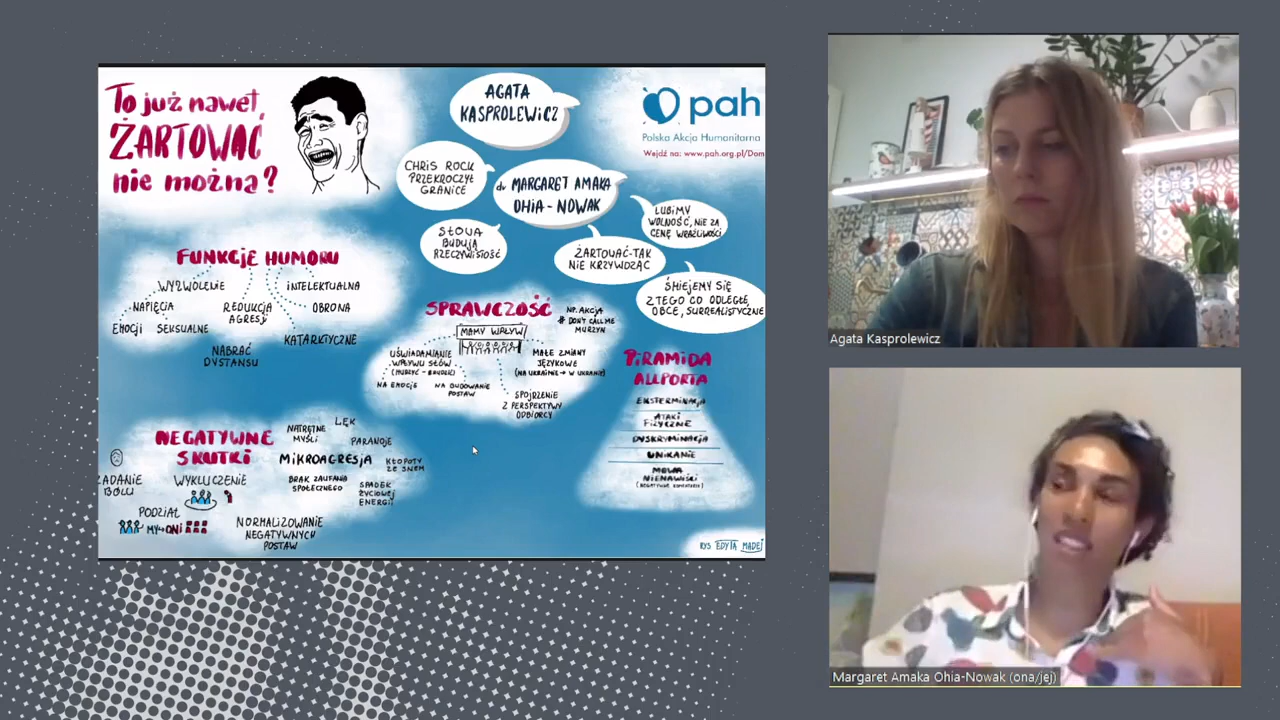 To już nawet
ŻARTOWAĆ
nie można?
AGATA
KASPROLEWICZ
pah
Polska Akcja Humanitarna
Wejdź na: www.pah.org.pl/Dom
CHRIS ROCK
PRZEKROCZYŁ
GRANICE
dr MARGARET AMAKA
OHIA-NOWAK
LUBIMY
WOLNOŚĆ, NIE ZA
CENĘ WRAŻLIWOŚCI
SŁOWA
BUDUJĄ
RZECZYWISTOŚĆ
ŻARTOWAĆ-TAK
NIE KRZYWDZĄC
ŚMIEJEMY SIĘ
Z TEGO CO ODLEGŁE,
OBCE, SURREALISTYCZNE
FUNKCJE HUMORU
WYZWOLENIE
NAPIĘCIA
EMOCJI
SEKSUALNE
REDUKCJA
AGRESJI
NABRAĆ
DYSTANSU
INTELEKTUALNA
OBRONA
KATARKTYCZNE
SPRAWCZOŚĆ
NP. AKCJA
# DON'T CALL ME
MURZYN
MAMY WPŁYW
UŚWIADAMIANIE
WPŁYWU SŁÓW
NA EMOCJE
NA BUDOWANIE
POSTAW
MAŁE ZMIANY
JĘZYKOWE
(NA UKRAINIE → W UKRAINIE)
SPOJRZENIE
Z PERSPEKTYWY
ODBIORCY
PIRAMIDA
ALLPORTA
EKSTERMINACJA
ATAKI
FIZYCZNE
DYSKRYMINACJA
UNIKANIE
MOWA
NIENAWIŚCI
(NEGATYWNE KOMENTARZE)
NEGATYWNE
SKUTKI
ZADANIE
BÓLU
WYKLUCZENIE
PODZIAŁ
MY ↔ ONI
NORMALIZOWANIE
NEGATYWNYCH
POSTAW
MIKROAGRESJA
NATRĘTNE
MYŚLI
LĘK
PARANOJE
KŁOPOTY
ZE SNEM
BRAK ZAUFANIA
SPOŁECZNEGO
SPADEK
ŻYCIOWEJ
ENERGII
RYS EDYTA MADEJ
Agata Kasprolewicz
Margaret Amaka Ohia-Nowak (ona/jej)